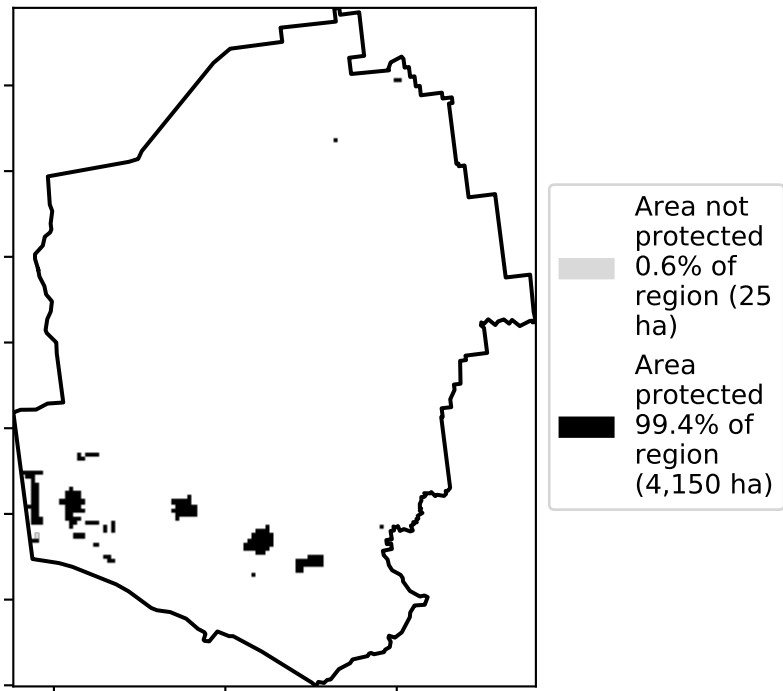 Area not
protected
0.6% of
region (25
ha)
Area
protected
99.4% of
region
(4,150 ha)